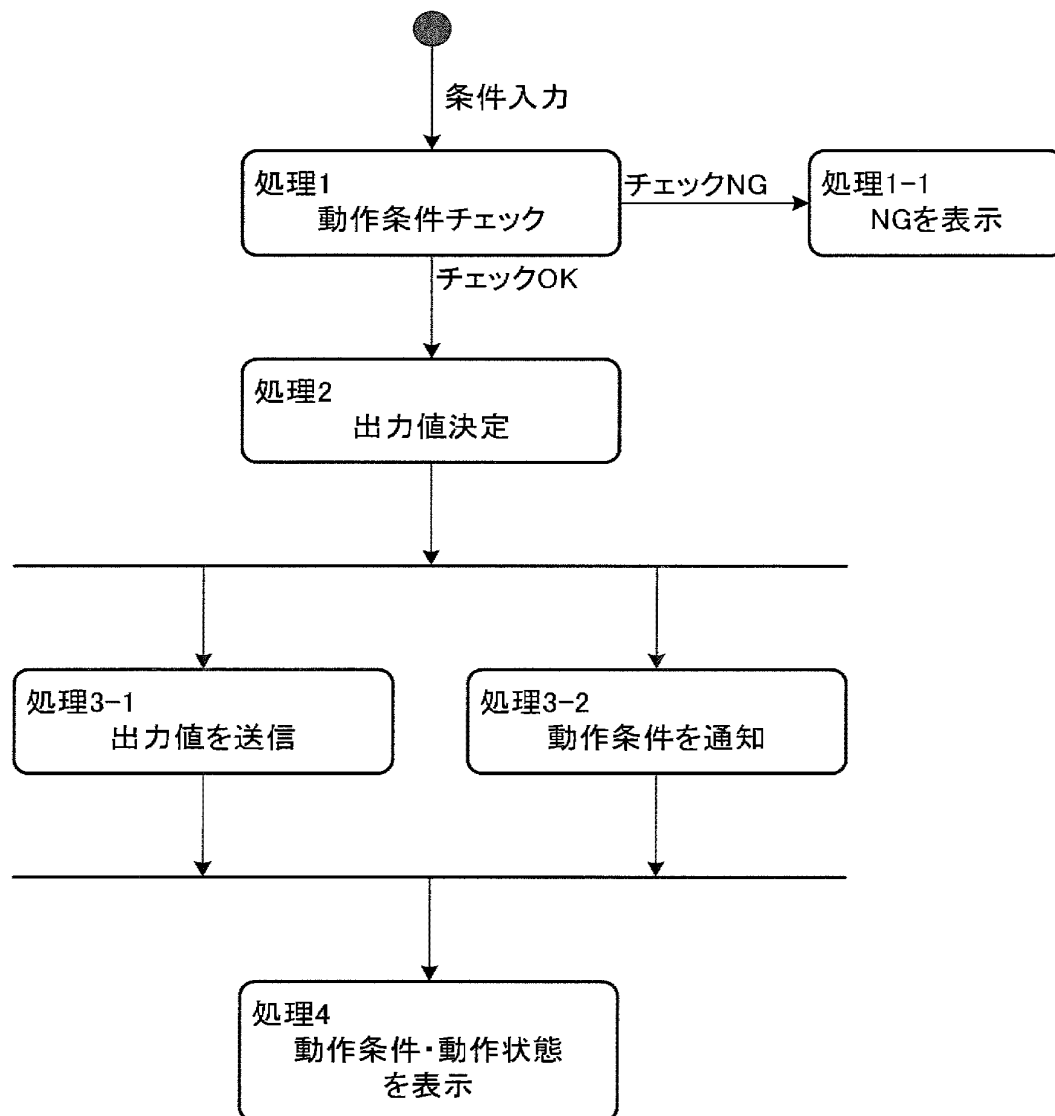 条件入力
処理1
動作条件チェック
チェックNG
処理1-1
NGを表示
チェックOK
処理2
出力値決定
処理3-1
出力値を送信
処理3-2
動作条件を通知
処理4
動作条件・動作状態
を表示